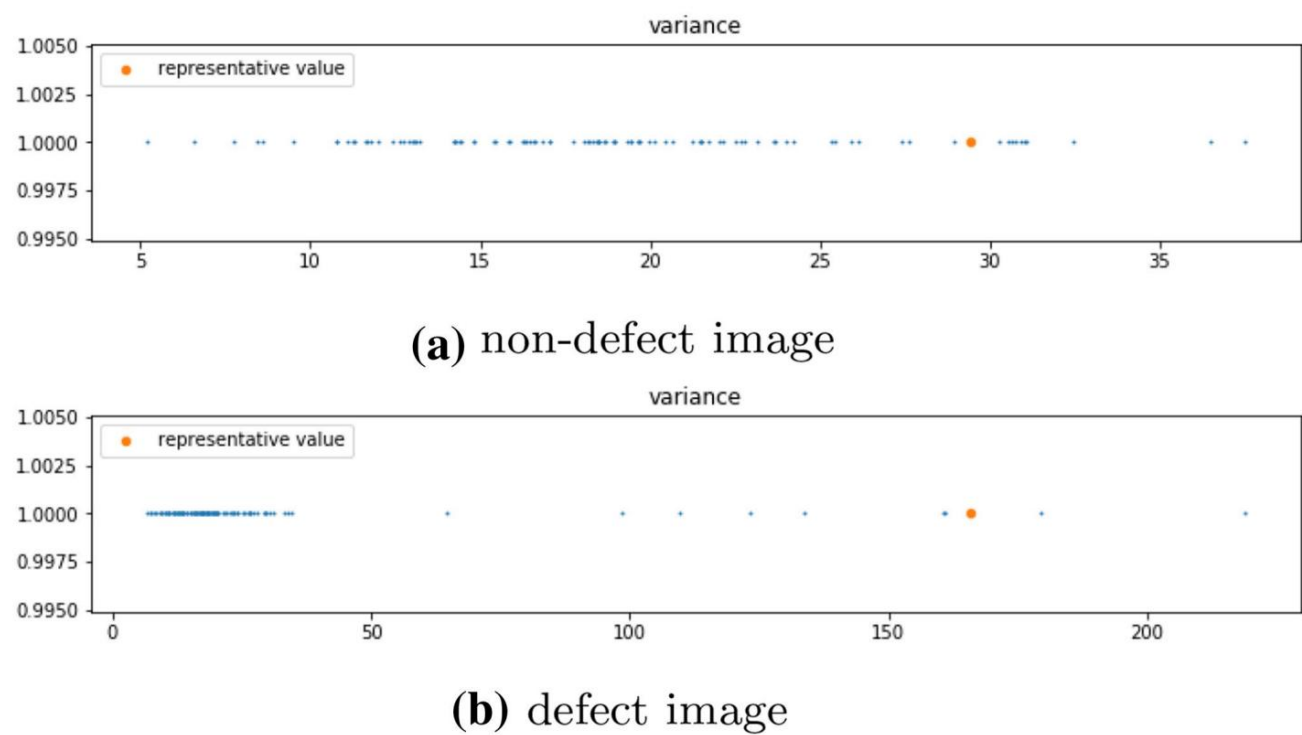 variance
1.0050
representative value
1.0025
1.0000
0.9975
0.9950
5 10 15 20 25 30 35
(a) non-defect image
variance
1.0050
representative value
1.0025
1.0000
0.9975
0.9950
0 50 100 150 200
(b) defect image